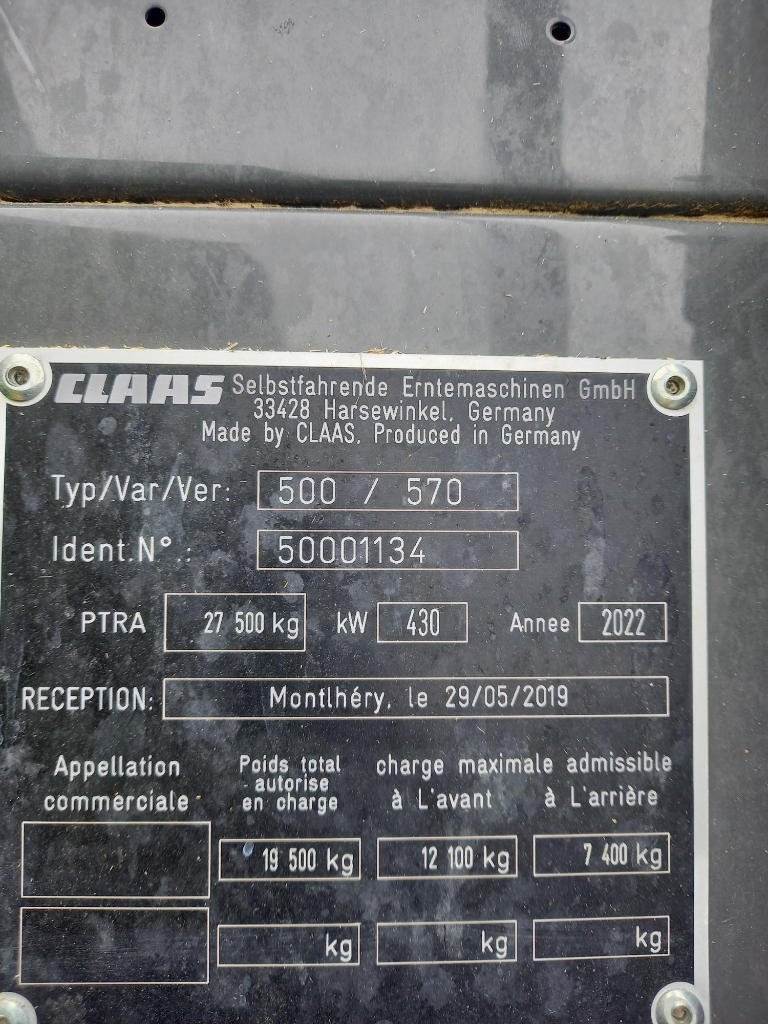 CLAAS Selbstfahrende Erntemaschinen GmbH
33428 Harsewinkel, Germany
Made by CLAAS, Produced in Germany
Typ/Var/Ver: 500 / 570
Ident.N°.: 50001134
PTRA 27 500 kg kW 430 Annee 2022
RECEPTION: Montlhéry, le 29/05/2019
Appellation commerciale
Poids total autorise en charge
charge maximale admissible
à L'avant à L'arrière
19 500 kg 12 100 kg 7 400 kg
kg kg kg